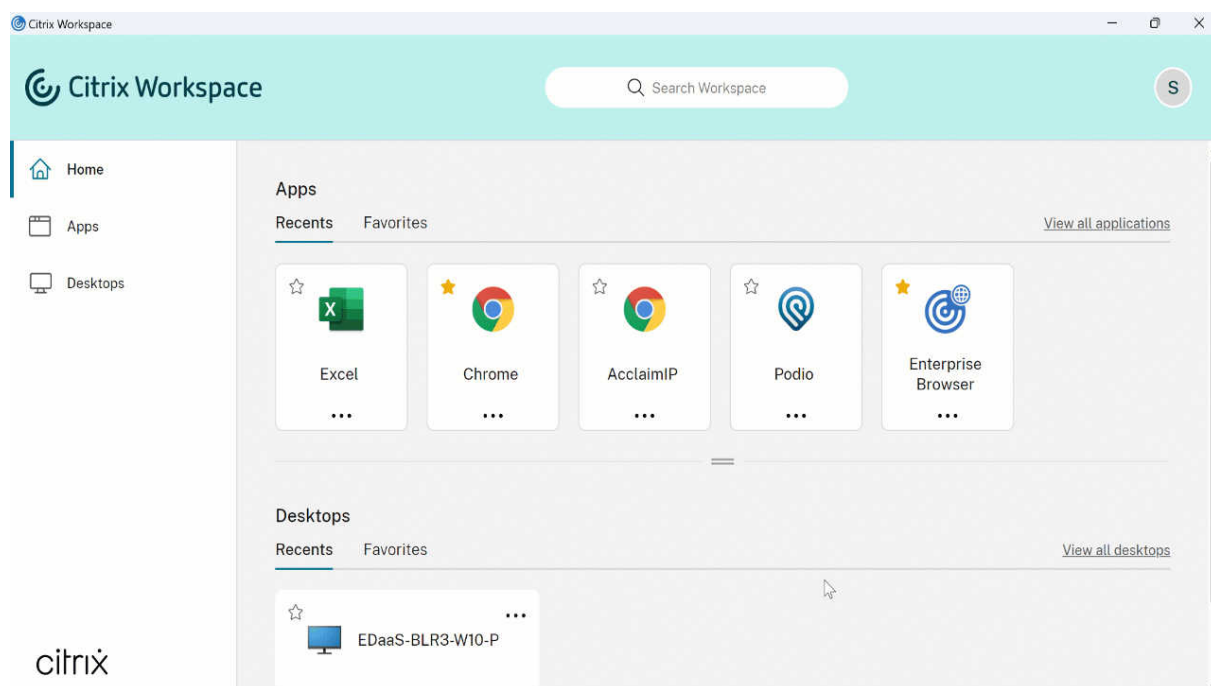 Citrix Workspace
Citrix Workspace
Search Workspace
S
Home
Apps
Desktops
Apps
Recents Favorites
View all applications
Excel
Chrome
AcclaimIP
Podio
Enterprise
Browser
Desktops
Recents Favorites
View all desktops
EDaaS-BLR3-W10-P
citrix